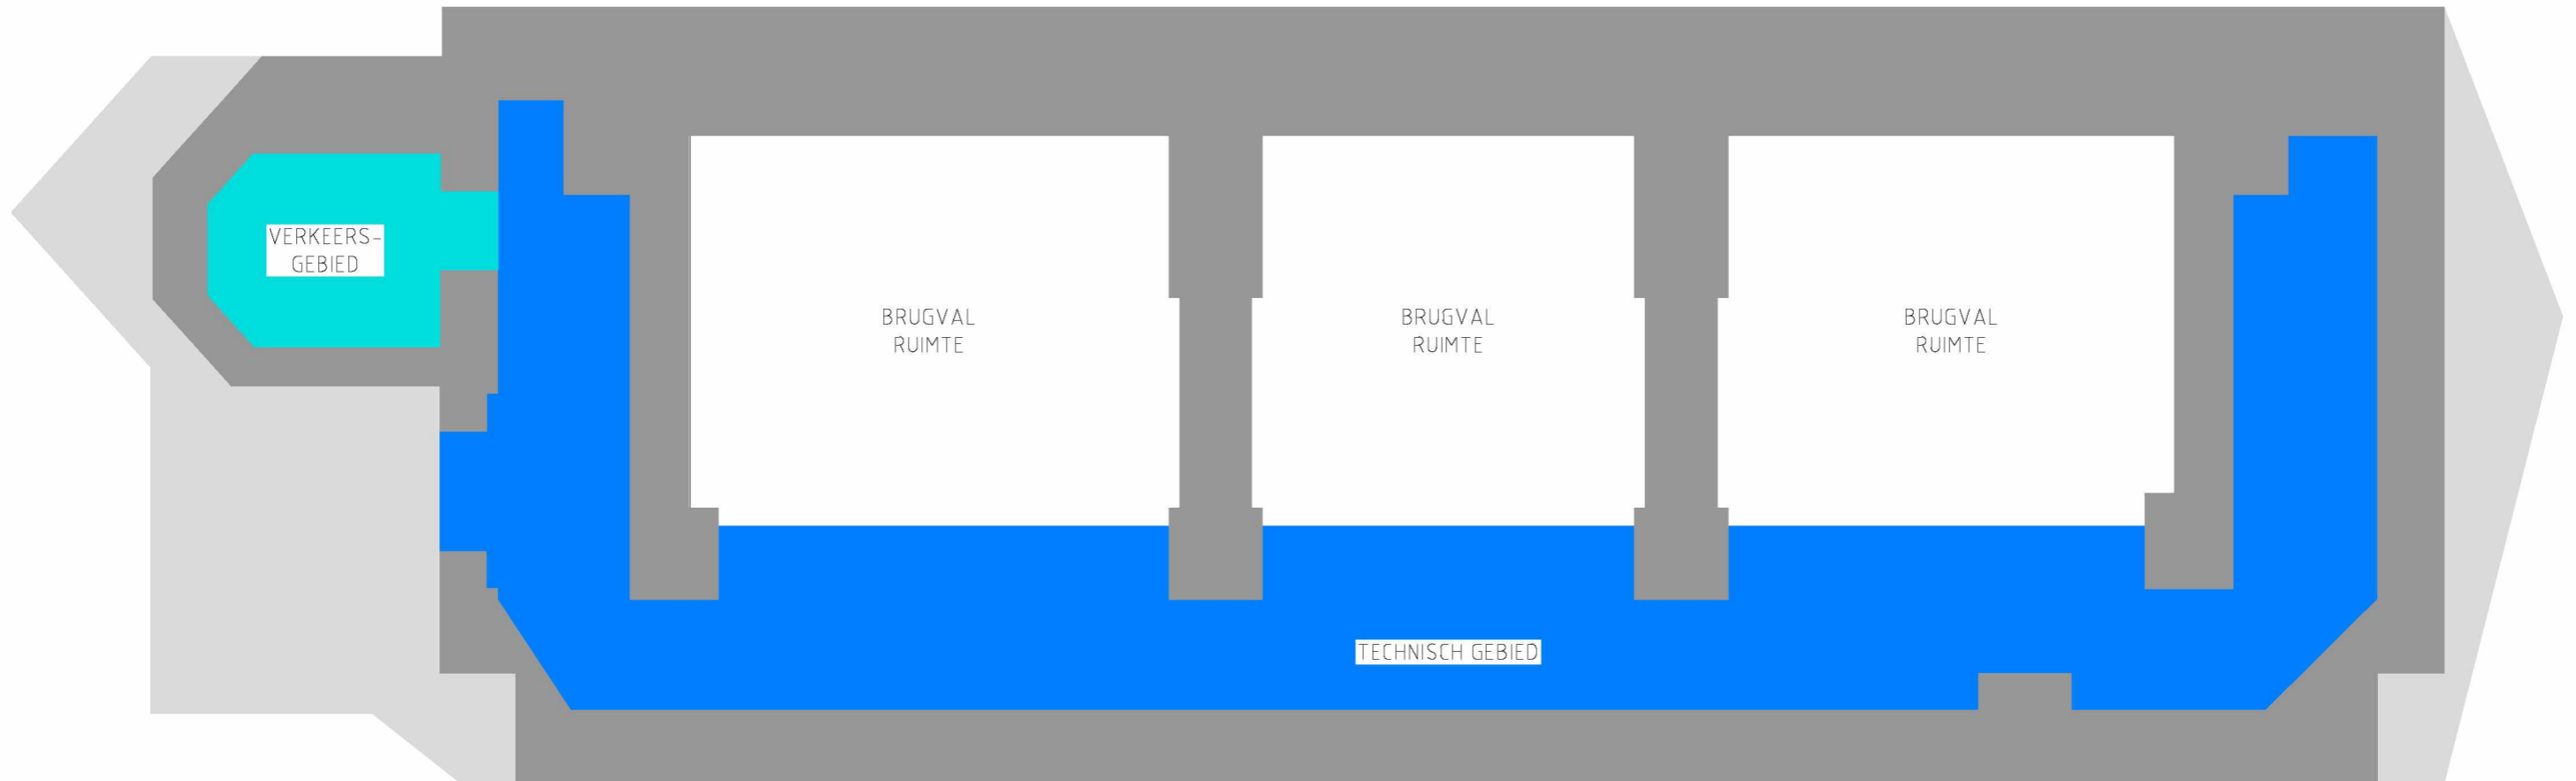 VERKEERS-
GEBIED
BRUGVAL
RUIMTE
BRUGVAL
RUIMTE
BRUGVAL
RUIMTE
TECHNISCH GEBIED